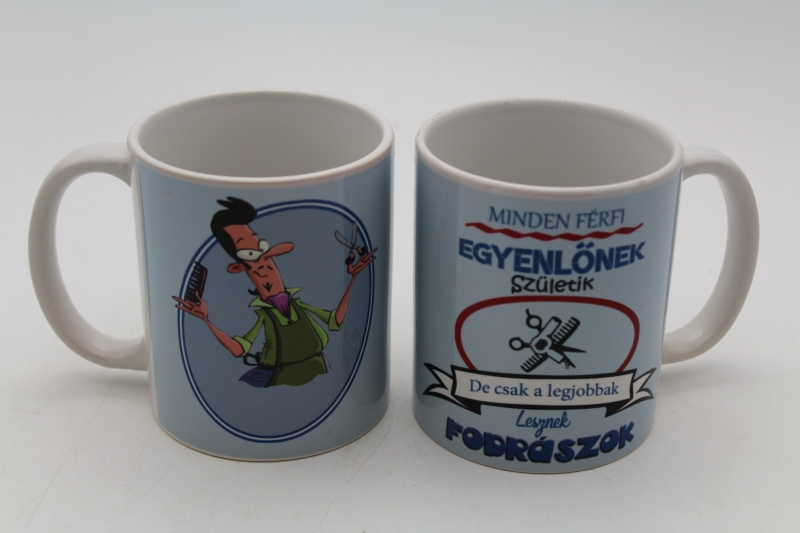 MINDEN FÉRFI
EGYENLŐNEK
Születik
De csak a legjobbak
Lesznek
FODRÁSZOK